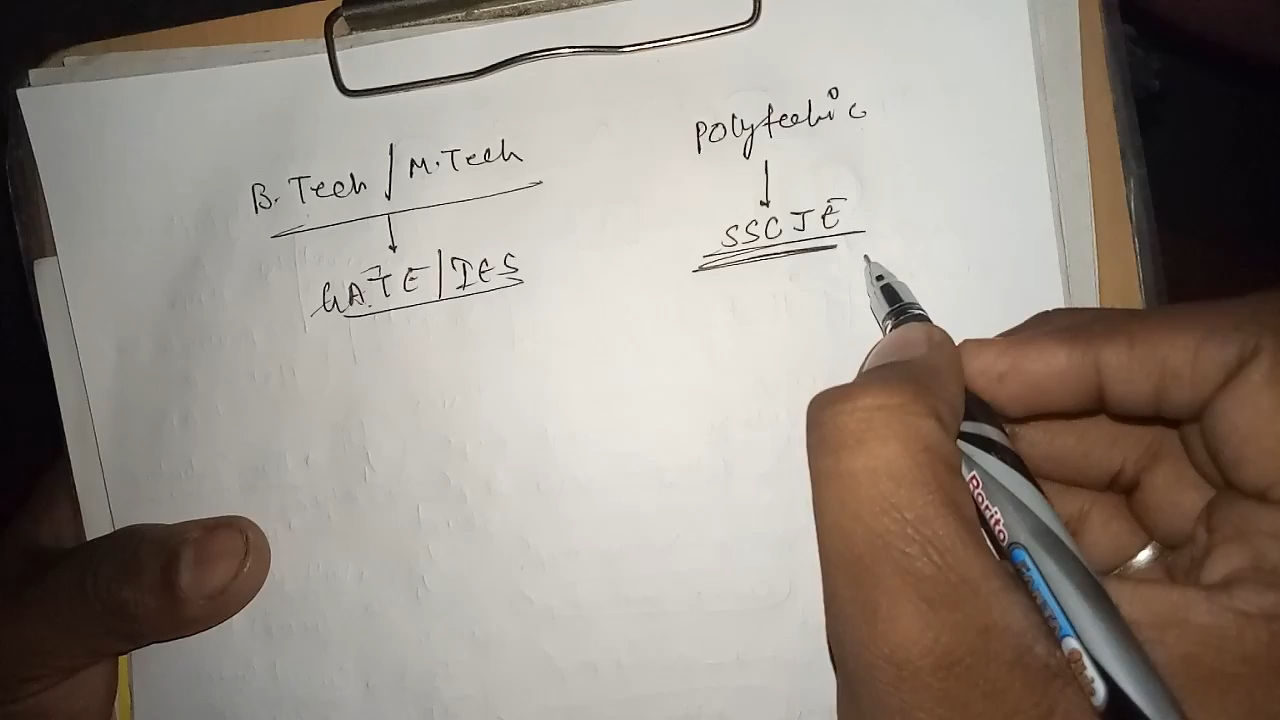 B. Tech / M. Tech
GATE / IES
Polytechic
SSC JE
Rorito